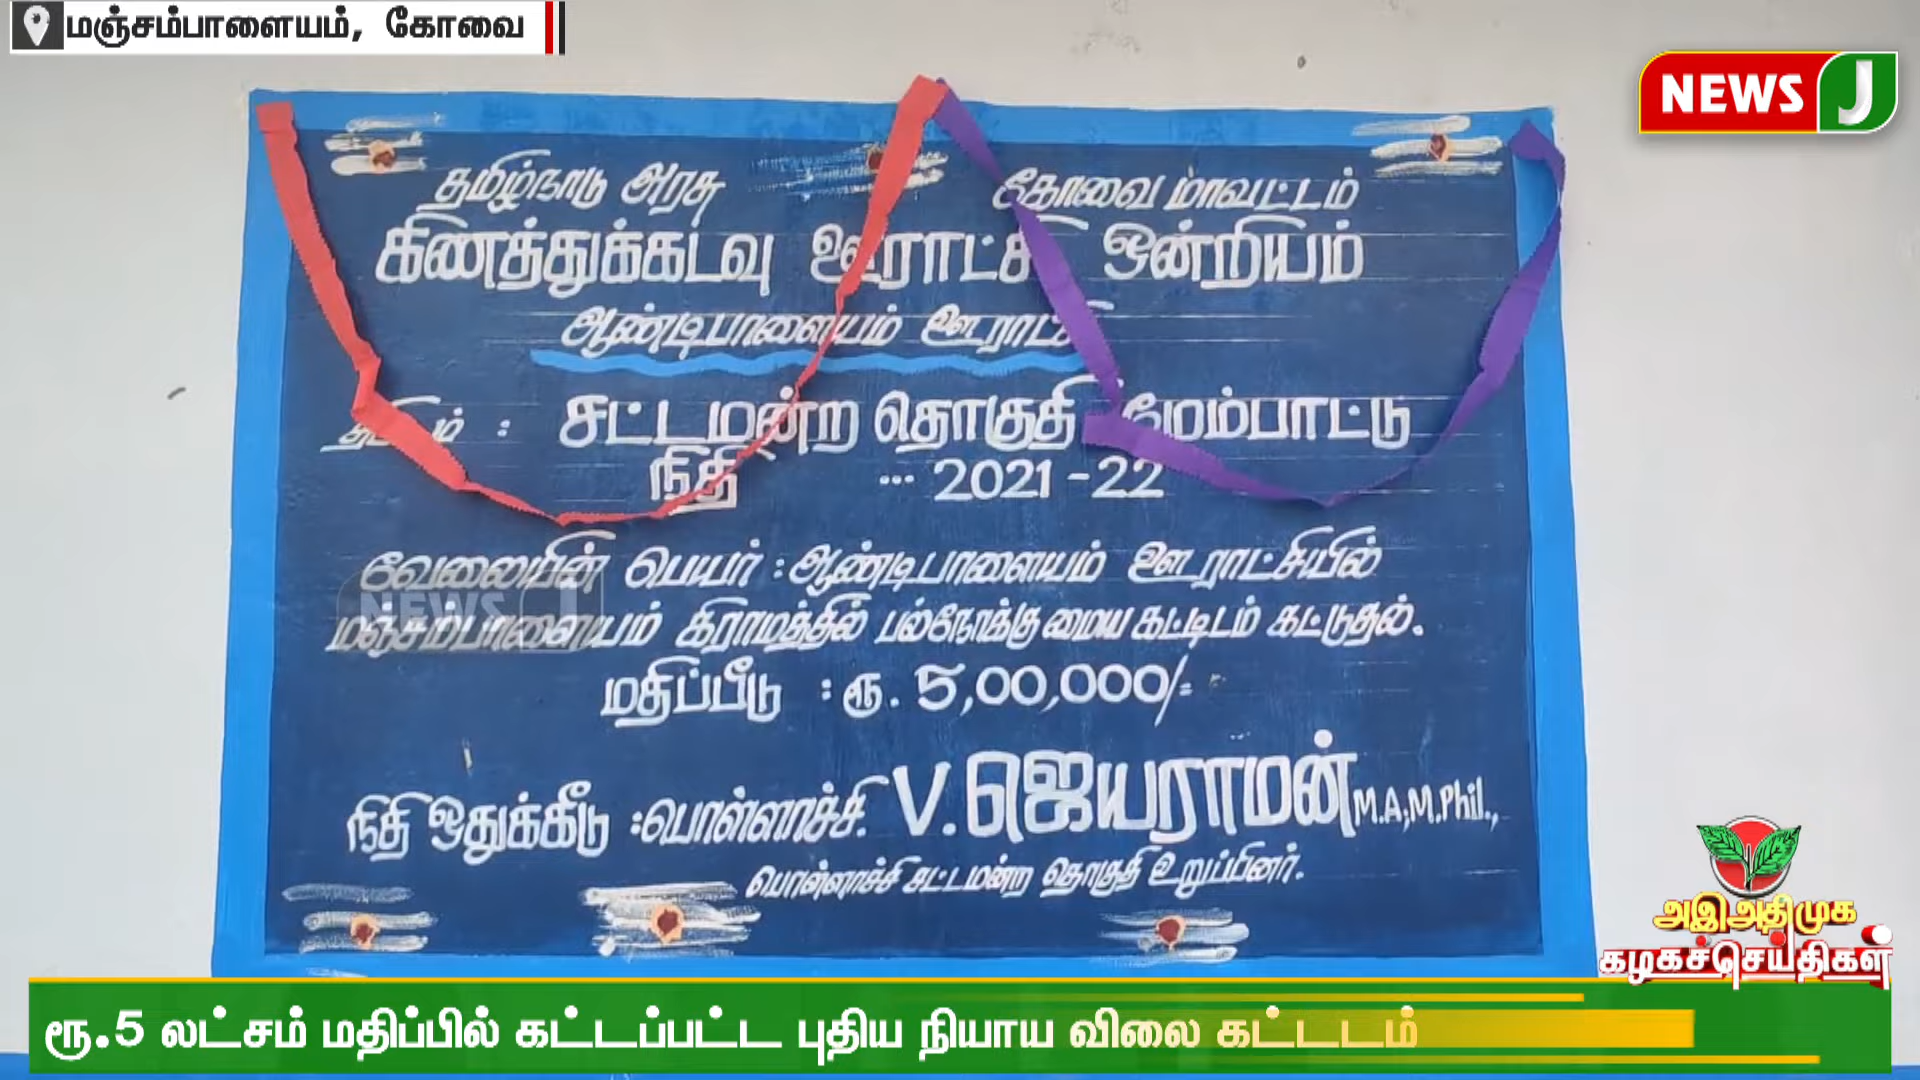 மஞ்சம்பாளையம், கோவை
NEWS J
தமிழ்நாடு அரசு கோவை மாவட்டம்
கிணத்துக்கடவு ஊராட்சி ஒன்றியம்
ஆண்டிபாளையம் ஊராட்சி
திட்டம் : சட்டமன்ற தொகுதி மேம்பாட்டு
நிதி ... 2021-22
வேலையின் பெயர் : ஆண்டிபாளையம் ஊராட்சியில்
மஞ்சம்பாளையம் கிராமத்தில் பல்நோக்கு மைய கட்டிடம் கட்டுதல்.
மதிப்பீடு : ரூ. 5,00,000/=
நிதி ஒதுக்கீடு : பொள்ளாச்சி. V. ஜெயராமன் M.A;M.Phil.,
பொள்ளாச்சி சட்டமன்ற தொகுதி உறுப்பினர்.
NEWS J
அஇஅதிமுக
கழகச்செய்திகள்
ரூ.5 லட்சம் மதிப்பில் கட்டப்பட்ட புதிய நியாய விலை கட்டடம்